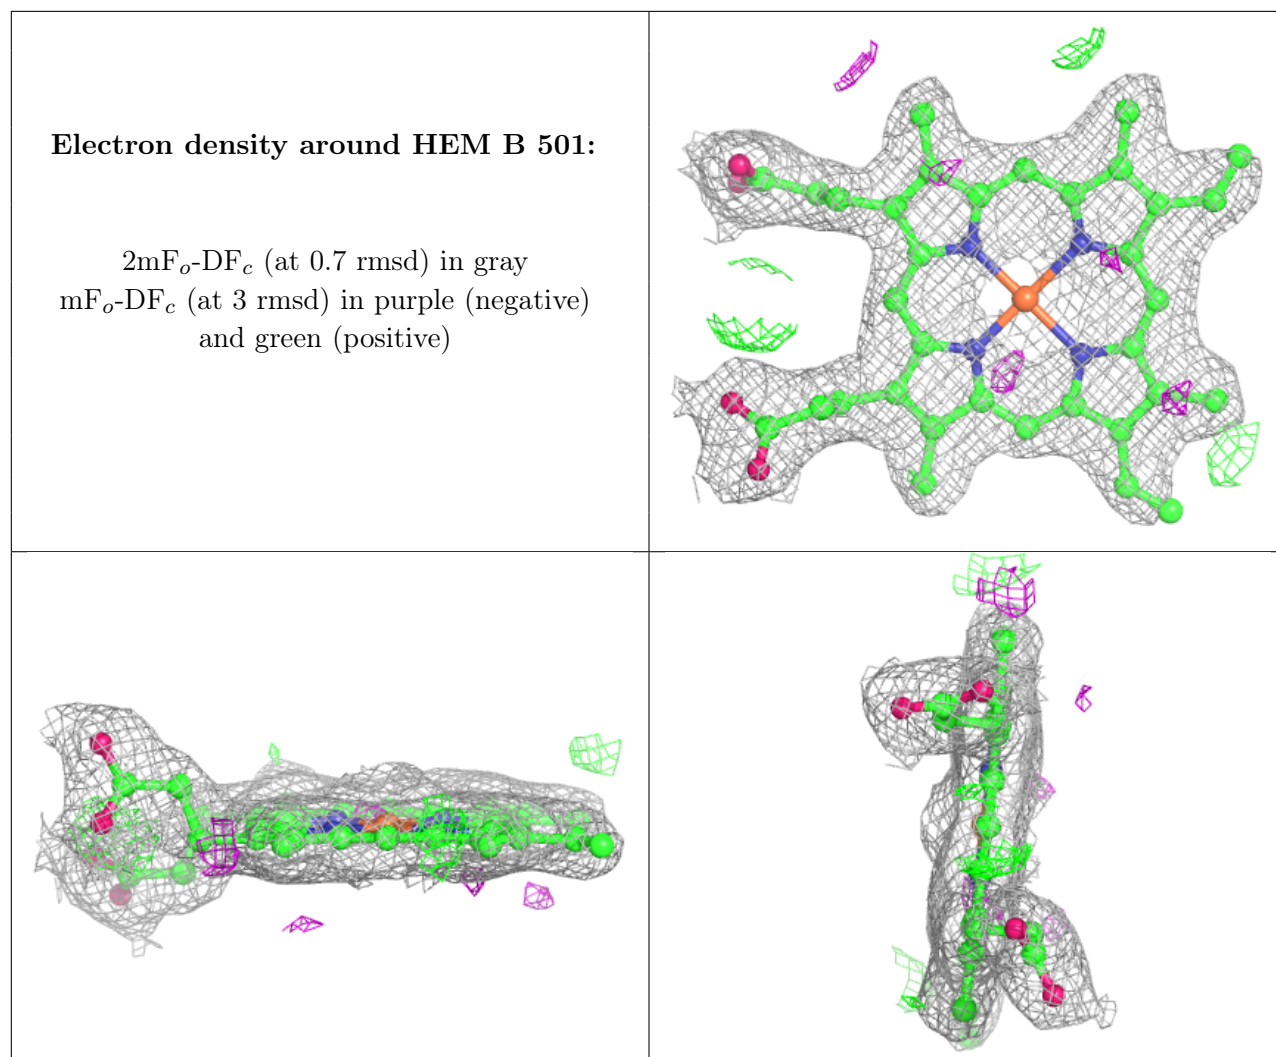 Electron density around HEM B 501:
2mFo-DFc (at 0.7 rmsd) in gray
mFo-DFc (at 3 rmsd) in purple (negative)
and green (positive)